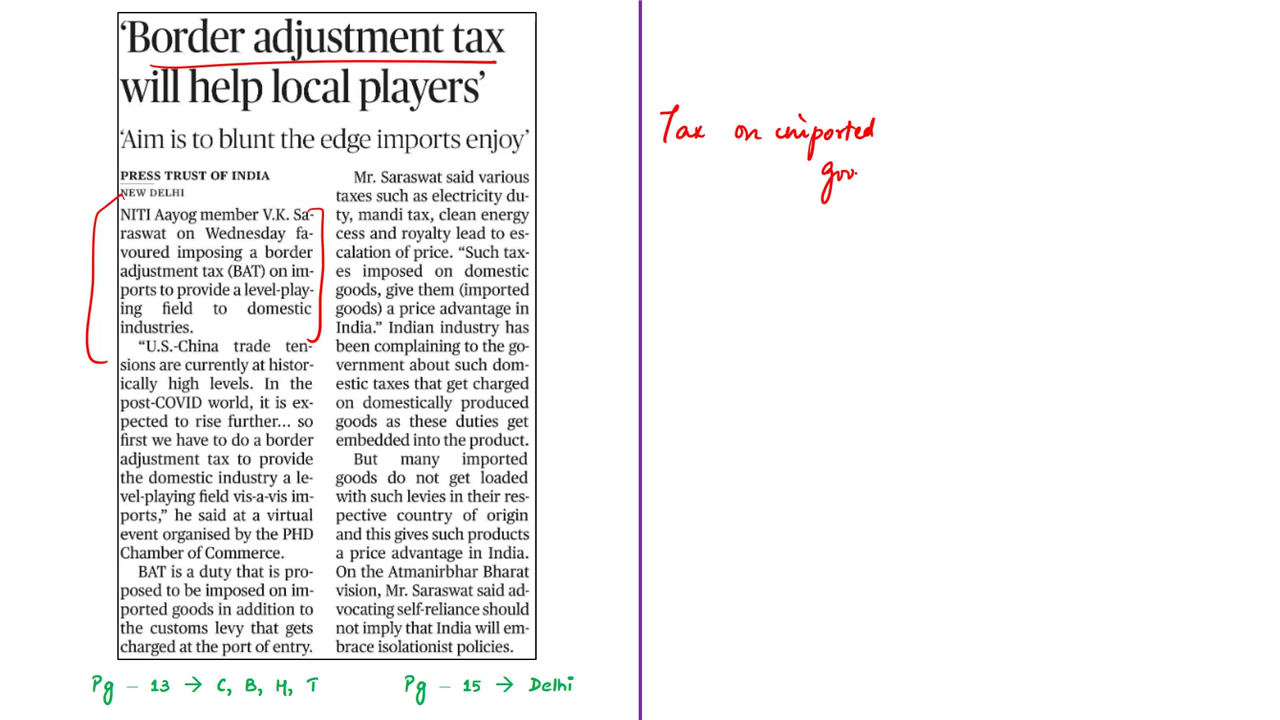 ‘Border adjustment tax
will help local players’
‘Aim is to blunt the edge imports enjoy’
PRESS TRUST OF INDIA
NEW DELHI
NITI Aayog member V.K. Sa-
raswat on Wednesday fa-
voured imposing a border
adjustment tax (BAT) on im-
ports to provide a level-play-
ing field to domestic
industries.
“U.S.-China trade ten-
sions are currently at histor-
ically high levels. In the
post-COVID world, it is ex-
pected to rise further... so
first we have to do a border
adjustment tax to provide
the domestic industry a le-
vel-playing field vis-a-vis im-
ports,” he said at a virtual
event organised by the PHD
Chamber of Commerce.
BAT is a duty that is pro-
posed to be imposed on im-
ported goods in addition to
the customs levy that gets
charged at the port of entry.
Mr. Saraswat said various
taxes such as electricity du-
ty, mandi tax, clean energy
cess and royalty lead to es-
calation of price. “Such tax-
es imposed on domestic
goods, give them (imported
goods) a price advantage in
India.” Indian industry has
been complaining to the go-
vernment about such dom-
estic taxes that get charged
on domestically produced
goods as these duties get
embedded into the product.
But many imported
goods do not get loaded
with such levies in their res-
pective country of origin
and this gives such products
a price advantage in India.
On the Atmanirbhar Bharat
vision, Mr. Saraswat said ad-
vocating self-reliance should
not imply that India will em-
brace isolationist policies.
Pg - 13 → C, B, H, T
Pg - 15 → Delhi
Tax on imported
goo